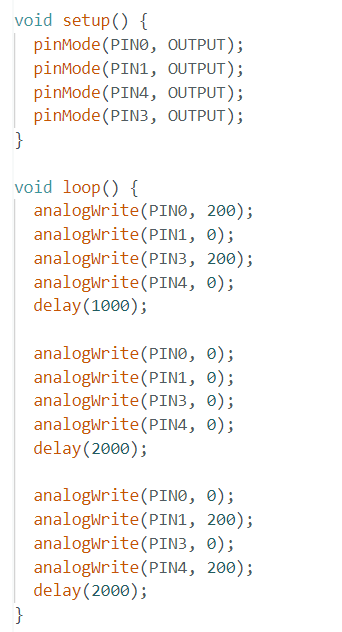 void setup() {
  pinMode(PIN0, OUTPUT);
  pinMode(PIN1, OUTPUT);
  pinMode(PIN4, OUTPUT);
  pinMode(PIN3, OUTPUT);
}

void loop() {
  analogWrite(PIN0, 200);
  analogWrite(PIN1, 0);
  analogWrite(PIN3, 200);
  analogWrite(PIN4, 0);
  delay(1000);

  analogWrite(PIN0, 0);
  analogWrite(PIN1, 0);
  analogWrite(PIN3, 0);
  analogWrite(PIN4, 0);
  delay(2000);

  analogWrite(PIN0, 0);
  analogWrite(PIN1, 200);
  analogWrite(PIN3, 0);
  analogWrite(PIN4, 200);
  delay(2000);
}